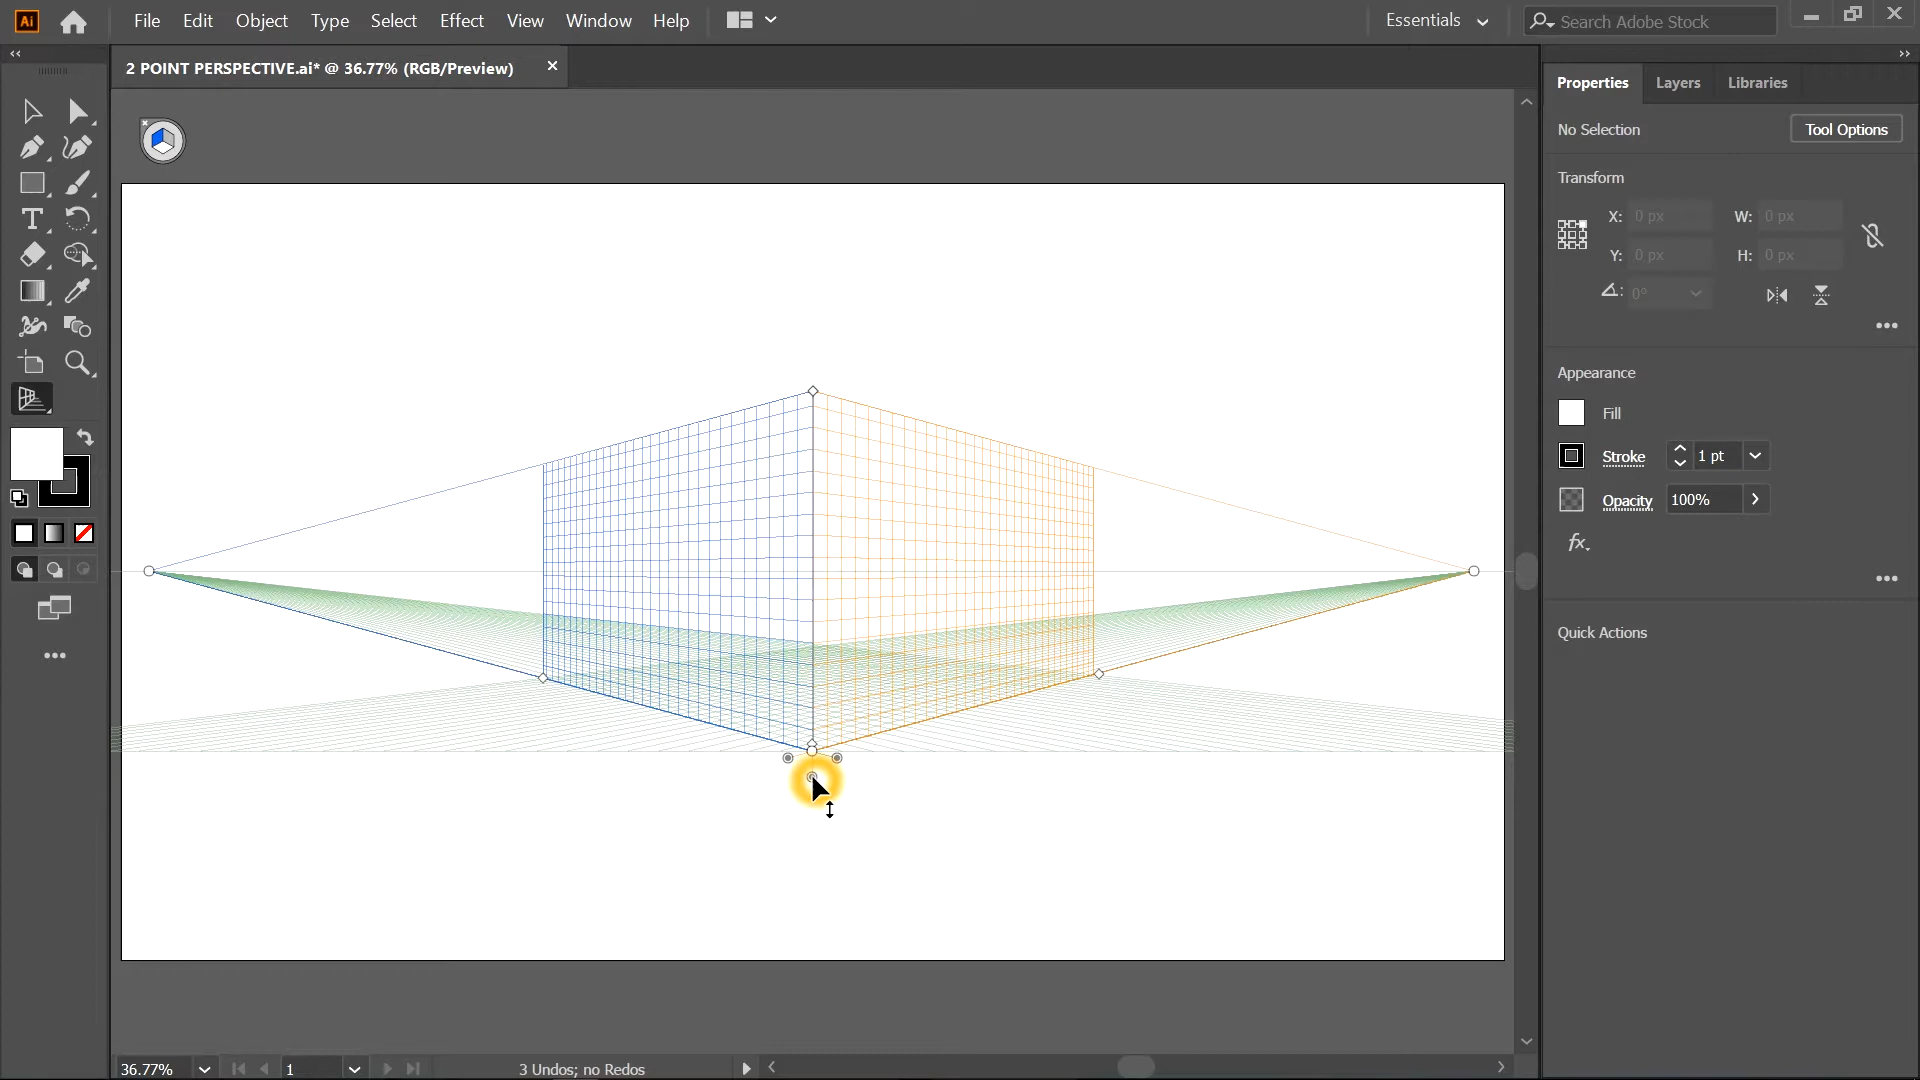 Ai File Edit Object Type Select Effect View Window Help Essentials Search Adobe Stock
2 POINT PERSPECTIVE.ai* @ 36.77% (RGB/Preview)
Properties Layers Libraries
No Selection Tool Options
Transform
X: 0 px W: 0 px
Y: 0 px H: 0 px
0°
Appearance
Fill
Stroke 1 pt
Opacity 100%
fx.
Quick Actions
36.77% 1 3 Undos; no Redos